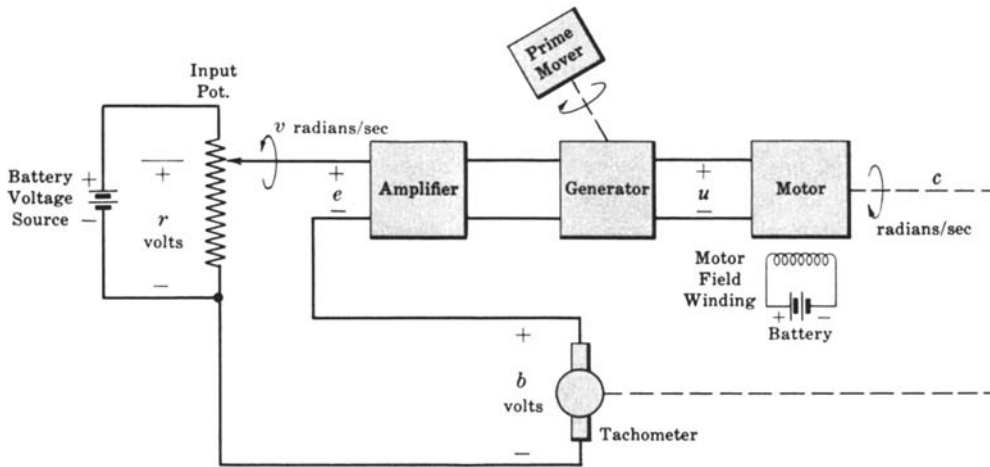 Prime
Mover
Input
Pot.
v radians/sec
Battery
Voltage
Source
+
−
+
r
volts
−
+
e
−
Amplifier
Generator
+
u
−
Motor
c
radians/sec
Motor
Field
Winding
+
−
Battery
+
b
volts
−
Tachometer